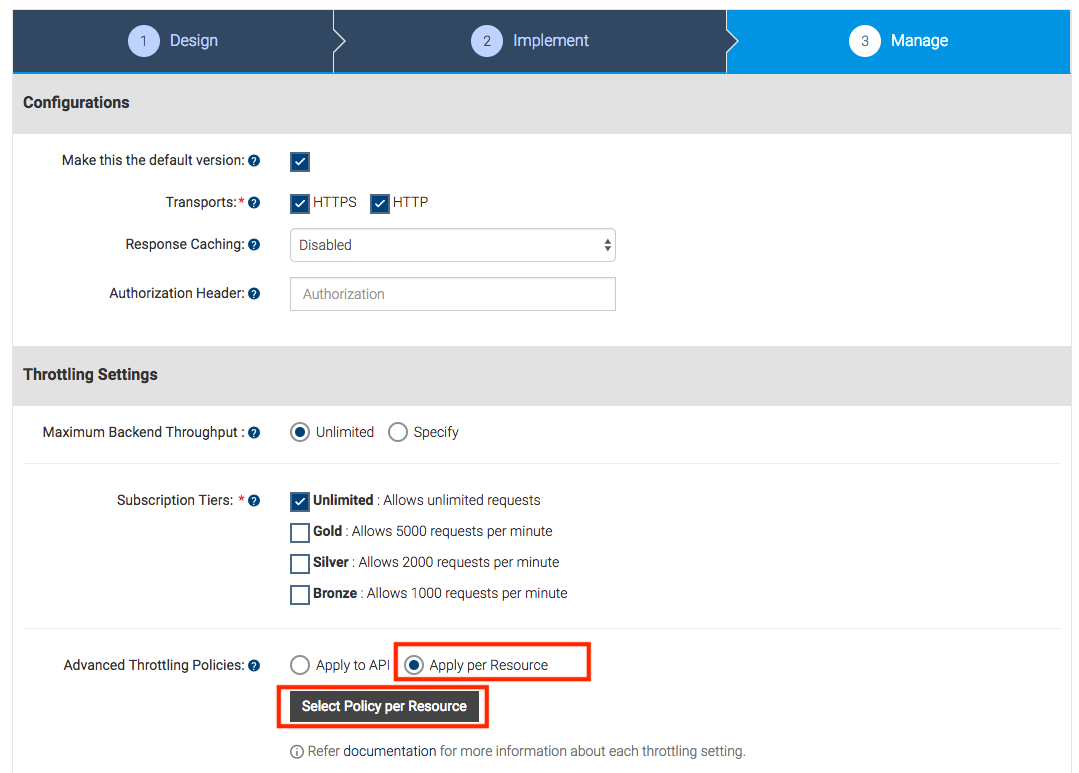 1 Design 2 Implement 3 Manage
Configurations
Make this the default version: ?
Transports:* ? HTTPS HTTP
Response Caching: ? Disabled
Authorization Header: ? Authorization
Throttling Settings
Maximum Backend Throughput : ? Unlimited Specify
Subscription Tiers: * ? Unlimited : Allows unlimited requests
Gold : Allows 5000 requests per minute
Silver : Allows 2000 requests per minute
Bronze : Allows 1000 requests per minute
Advanced Throttling Policies: ? Apply to API Apply per Resource
Select Policy per Resource
Refer documentation for more information about each throttling setting.